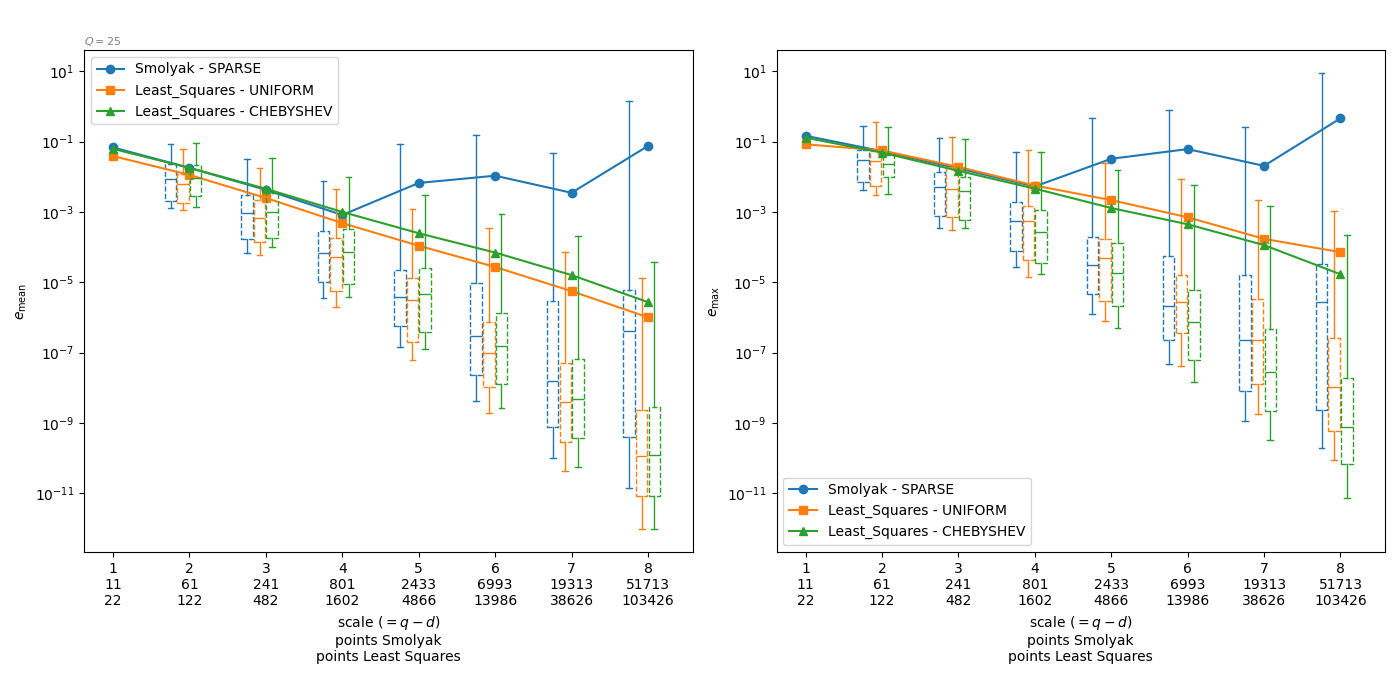 Q = 25
Smolyak - SPARSE
Least_Squares - UNIFORM
Least_Squares - CHEBYSHEV
10^1
10^-1
10^-3
10^-5
10^-7
10^-9
10^-11
e_mean
1 2 3 4 5 6 7 8
11 61 241 801 2433 6993 19313 51713
22 122 482 1602 4866 13986 38626 103426
scale (= q − d)
points Smolyak
points Least Squares
10^1
10^-1
10^-3
10^-5
10^-7
10^-9
10^-11
e_max
Smolyak - SPARSE
Least_Squares - UNIFORM
Least_Squares - CHEBYSHEV
1 2 3 4 5 6 7 8
11 61 241 801 2433 6993 19313 51713
22 122 482 1602 4866 13986 38626 103426
scale (= q − d)
points Smolyak
points Least Squares